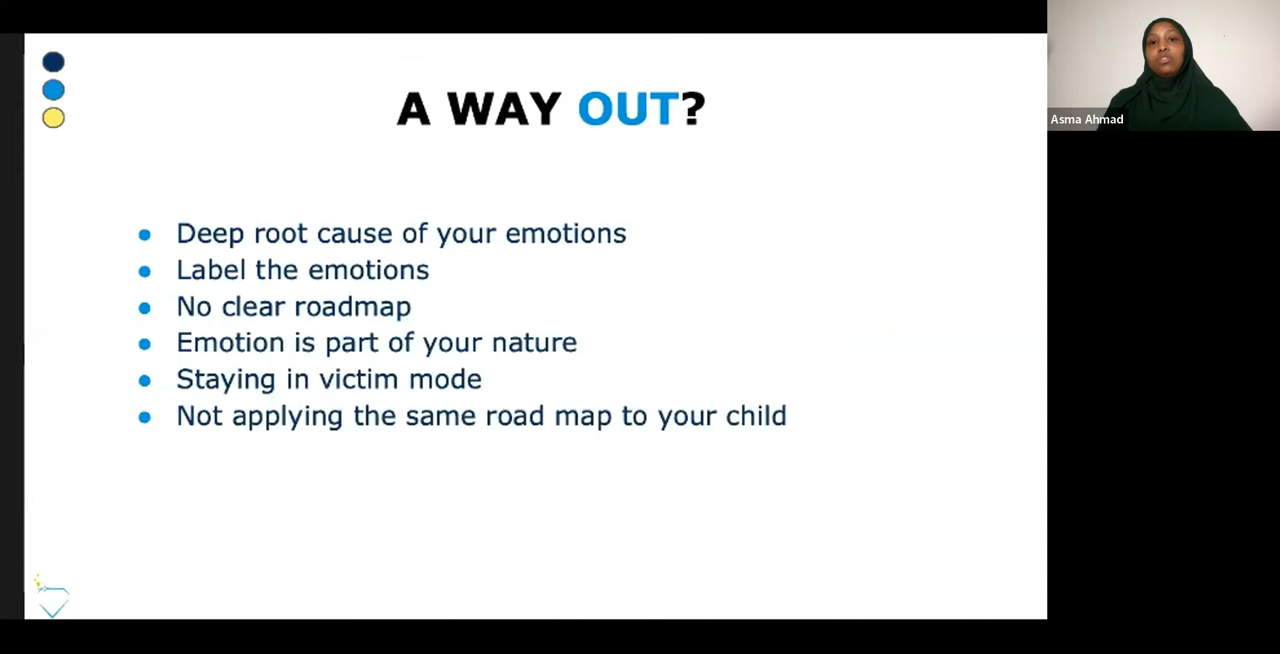 A WAY OUT?
Deep root cause of your emotions
Label the emotions
No clear roadmap
Emotion is part of your nature
Staying in victim mode
Not applying the same road map to your child
Asma Ahmad